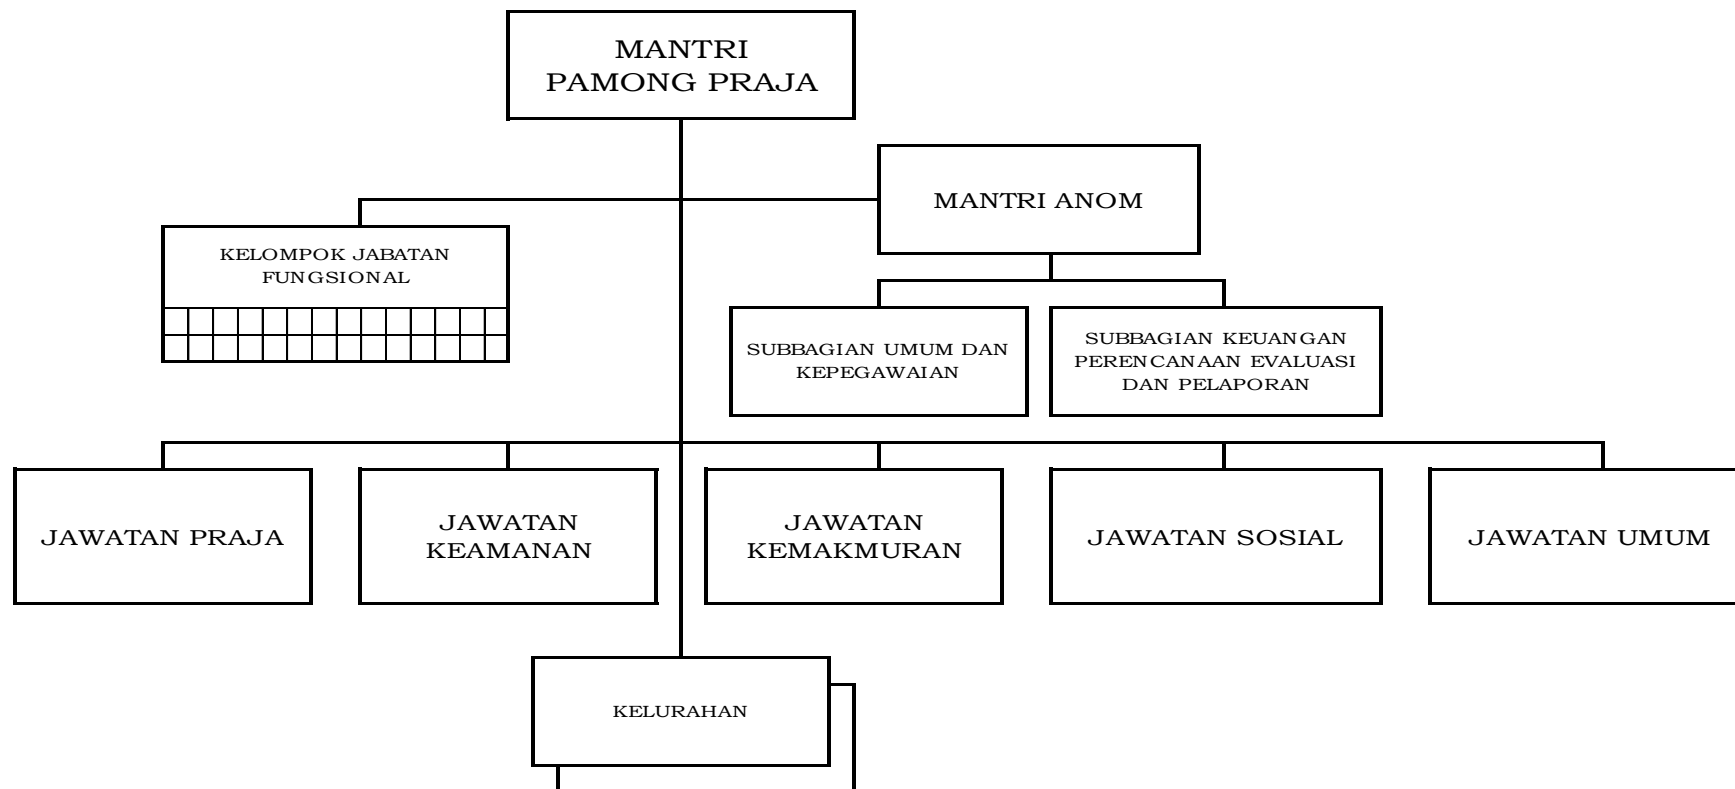 MANTRI
PAMONG PRAJA
MANTRI ANOM
KELOMPOK JABATAN
FUNGSIONAL
SUBBAGIAN UMUM DAN
KEPEGAWAIAN
SUBBAGIAN KEUANGAN
PERENCANAAN EVALUASI
DAN PELAPORAN
JAWATAN PRAJA
JAWATAN
KEAMANAN
JAWATAN
KEMAKMURAN
JAWATAN SOSIAL
JAWATAN UMUM
KELURAHAN